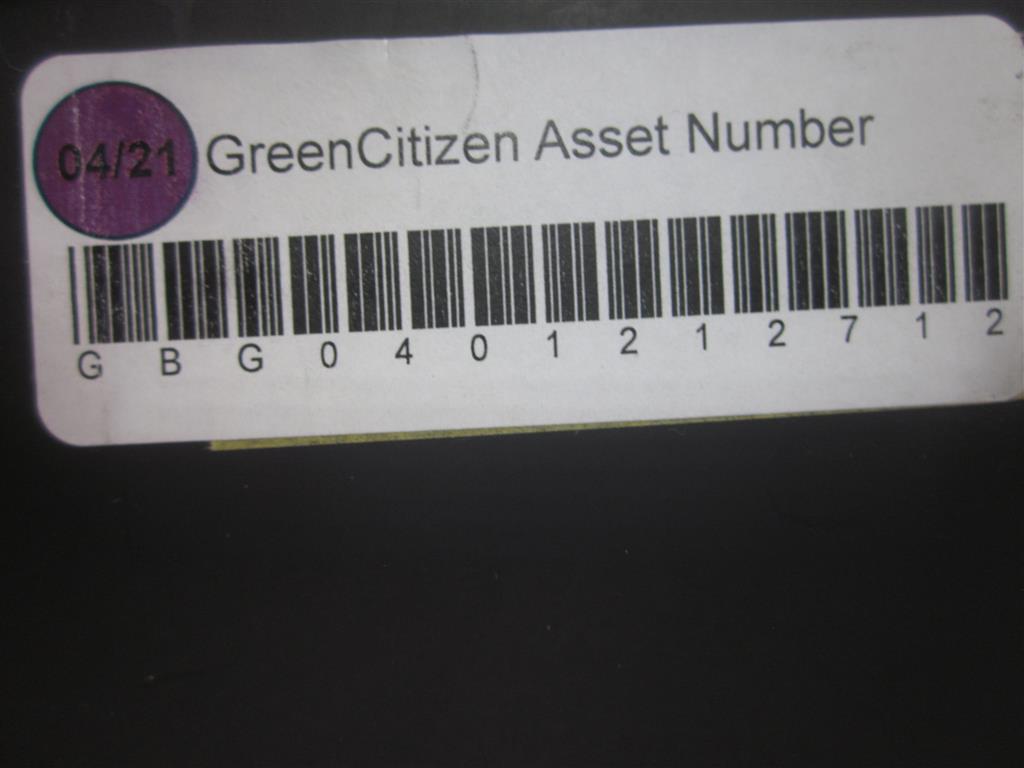 04/21 GreenCitizen Asset Number
G B G 0 4 0 1 2 1 2 7 1 2